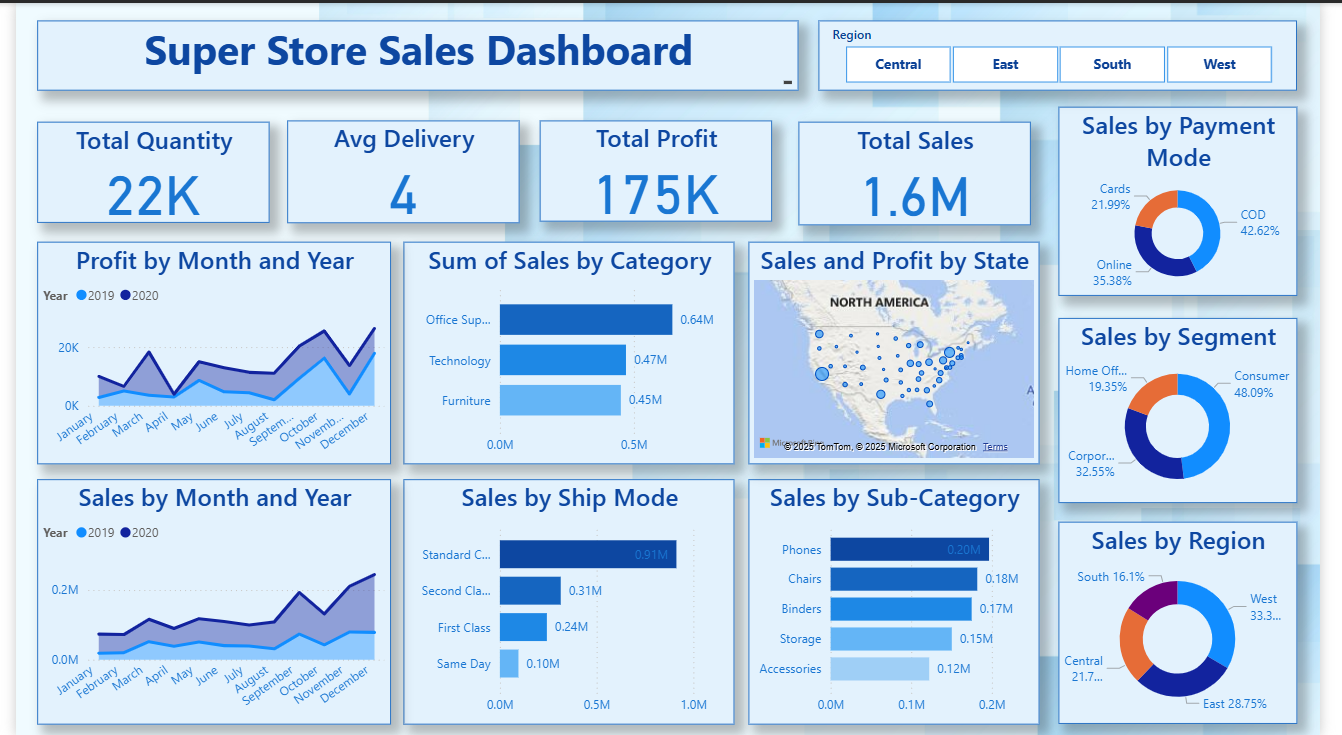 Super Store Sales Dashboard
Region
Central
East
South
West
Total Quantity
22K
Avg Delivery
4
Total Profit
175K
Total Sales
1.6M
Sales by Payment
Mode
Cards
21.99%
COD
42.62%
Online
35.38%
Profit by Month and Year
Year 2019 2020
20K
0K
January
February
March
April
May
June
July
August
Septem...
October
Novemb...
December
Sum of Sales by Category
Office Sup...
0.64M
Technology
0.47M
Furniture
0.45M
0.0M
0.5M
Sales and Profit by State
NORTH AMERICA
A
© 2025 TomTom, © 2025 Microsoft Corporation Terms
Sales by Segment
Home Off...
19.35%
Consumer
48.09%
Corpor...
32.55%
Sales by Month and Year
Year 2019 2020
0.2M
0.0M
January
February
March
April
May
June
July
August
September
October
November
December
Sales by Ship Mode
Standard C...
0.91M
Second Cla...
0.31M
First Class
0.24M
Same Day
0.10M
0.0M
0.5M
1.0M
Sales by Sub-Category
Phones
0.20M
Chairs
0.18M
Binders
0.17M
Storage
0.15M
Accessories
0.12M
0.0M
0.1M
0.2M
Sales by Region
South 16.1%
West
33.3...
Central
21.7...
East 28.75%